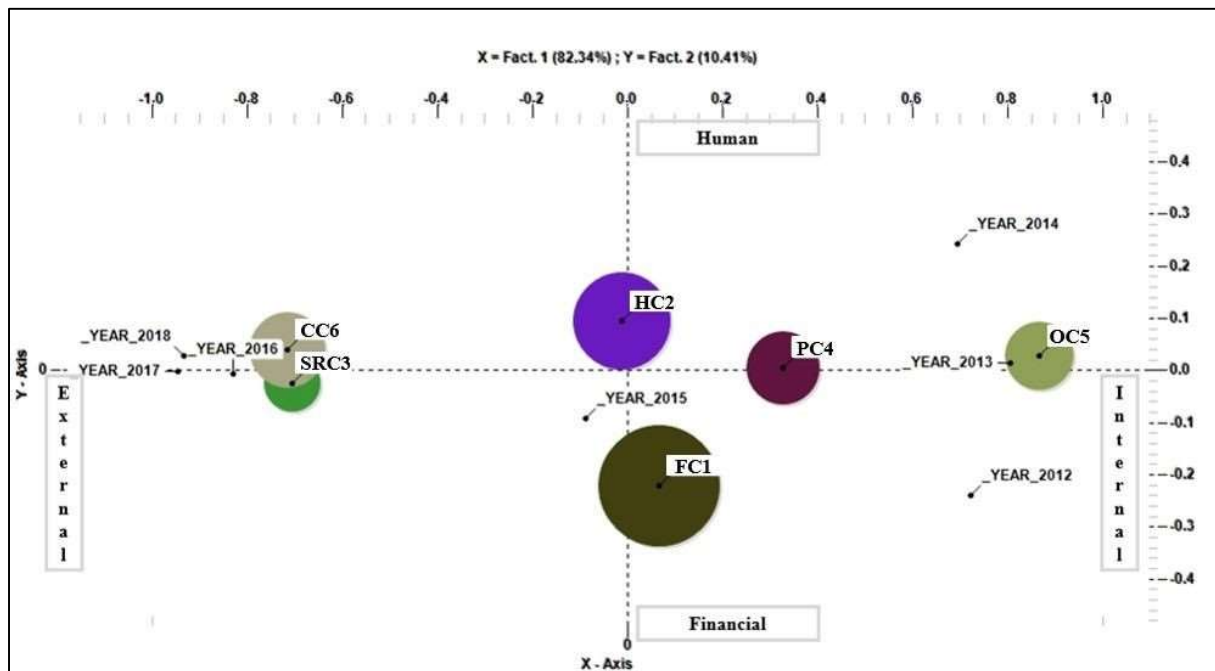 X = Fact. 1 (82.34%) ; Y = Fact. 2 (10.41%)
-1.0 -0.8 -0.6 -0.4 -0.2 0.0 0.2 0.4 0.6 0.8 1.0
Human
0.4
0.3
_YEAR_2014
0.2
HC2
0.1
CC6
_YEAR_2018
_YEAR_2016
PC4
OC5
SRC3
_YEAR_2013
_YEAR_2017
0
0.0
Y - Axis
External
Internal
_YEAR_2015
-0.1
FC1
_YEAR_2012
-0.2
-0.3
-0.4
Financial
0
X - Axis